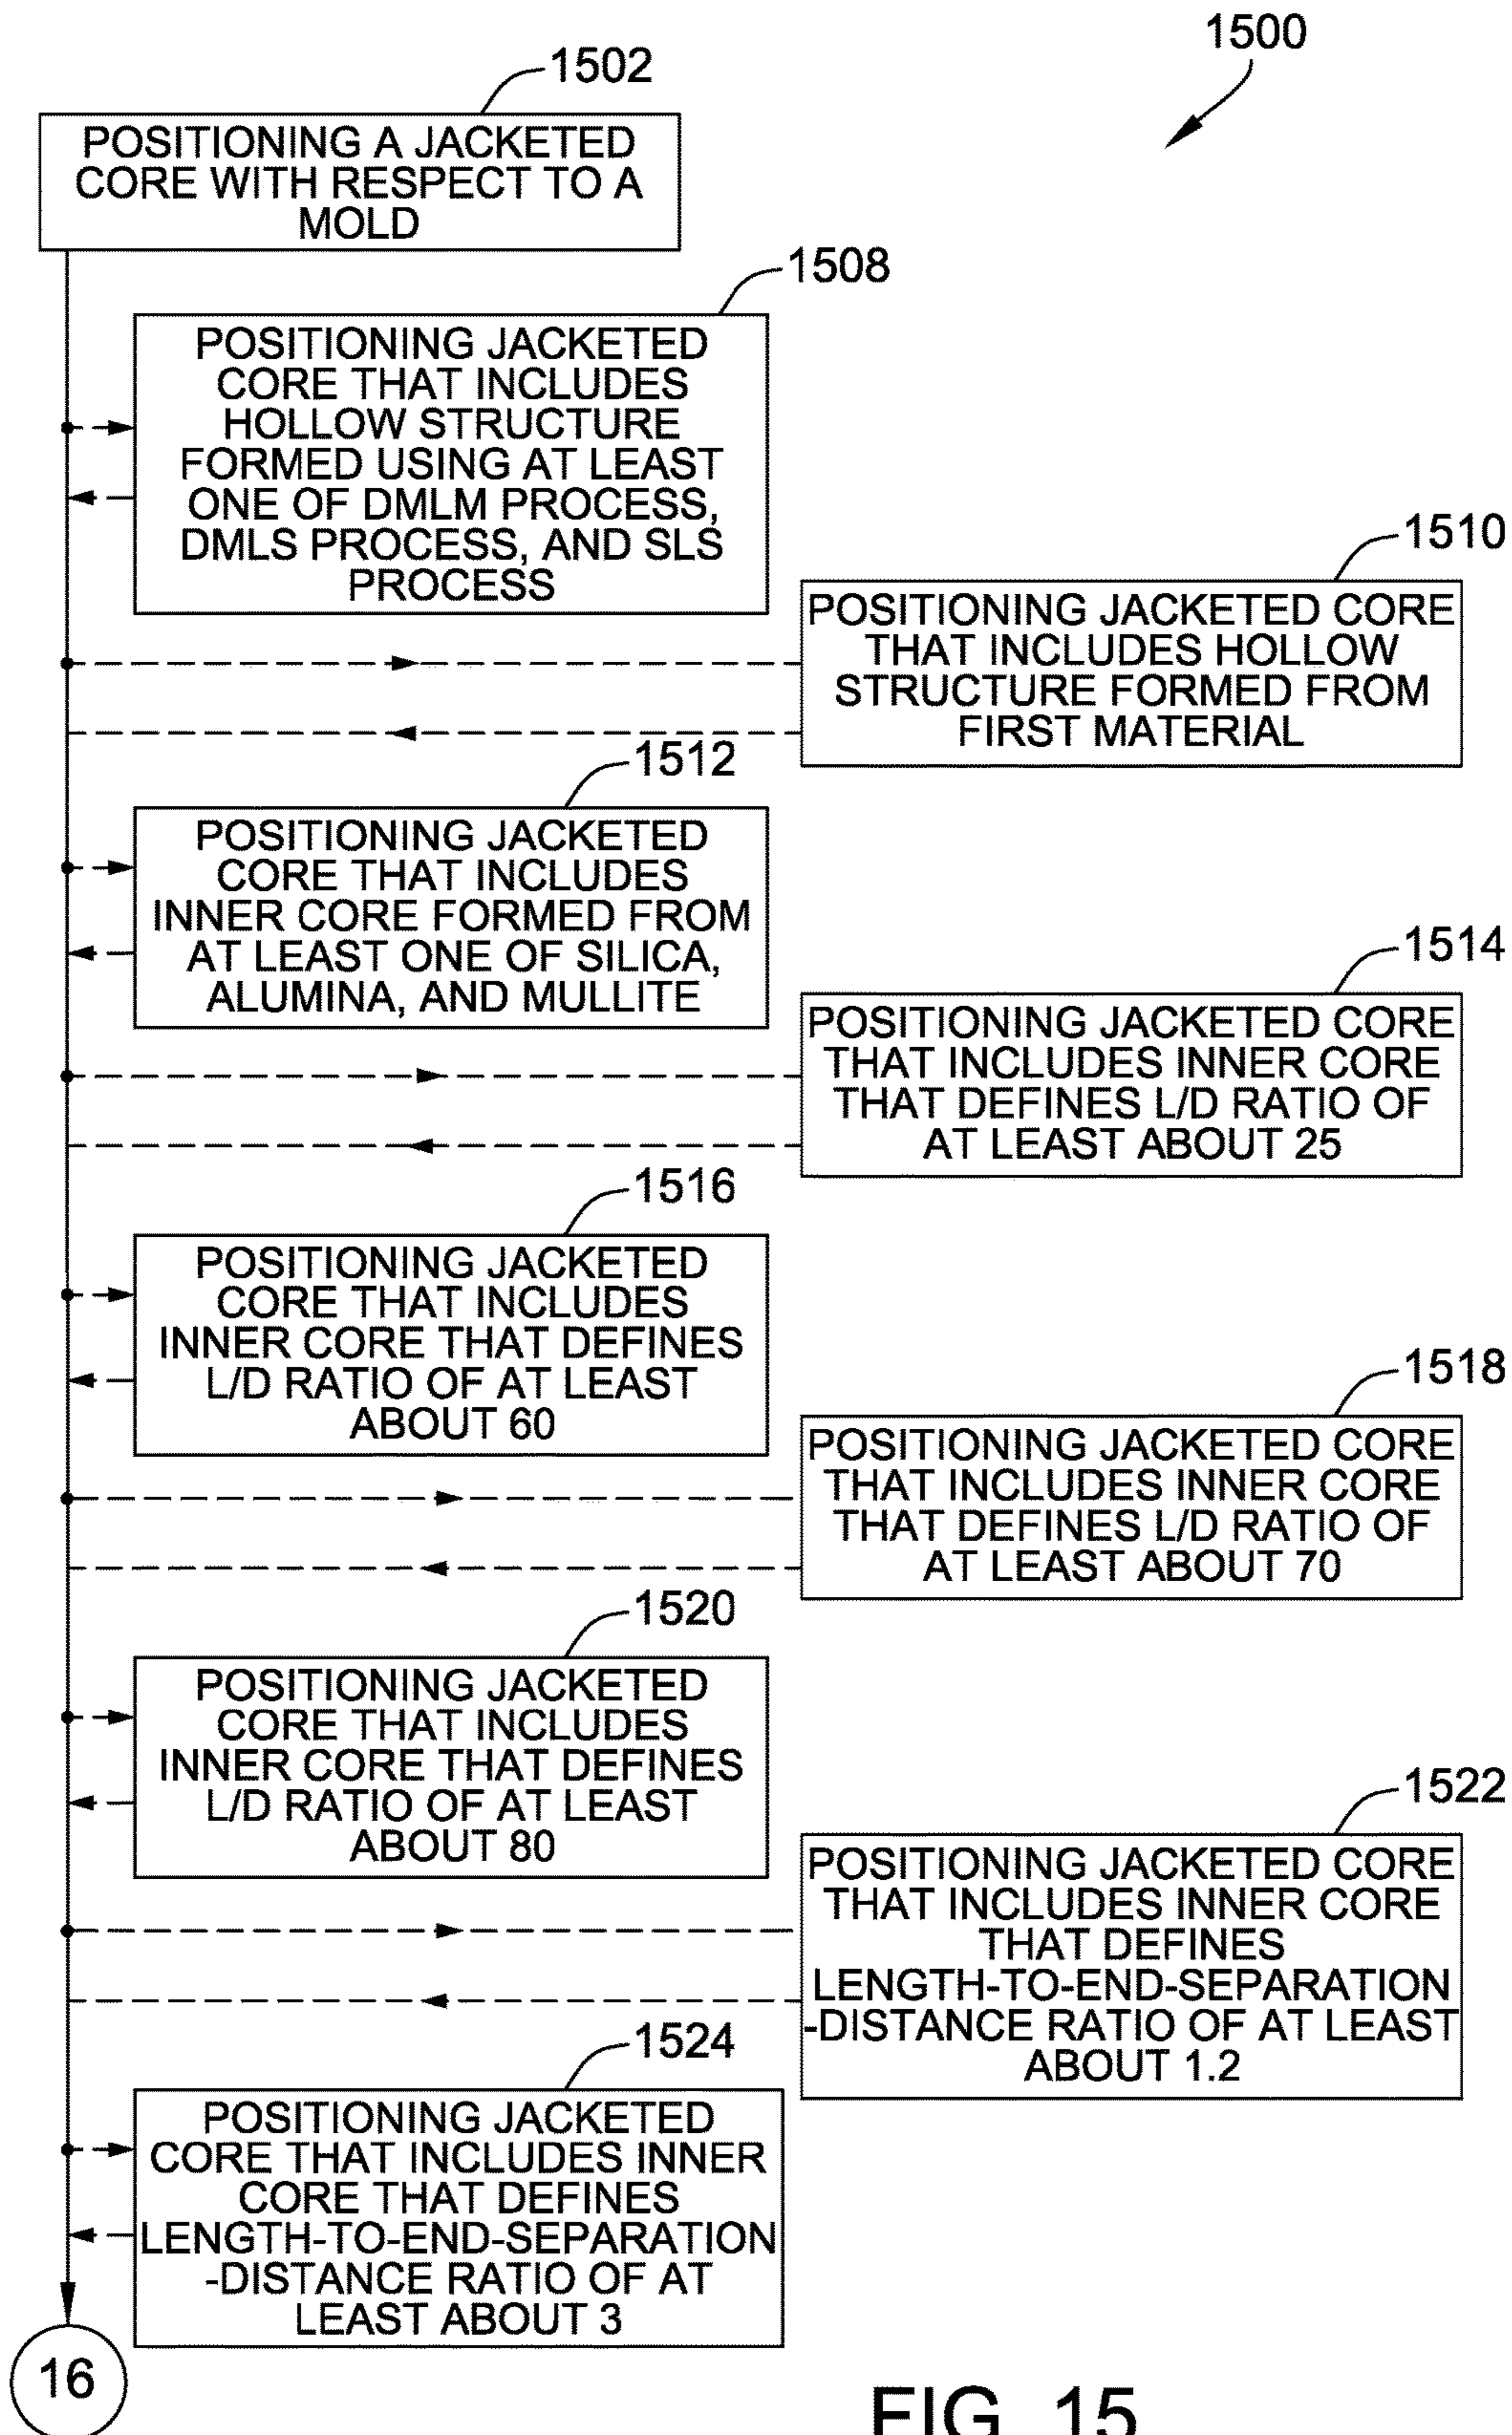 1500
1502
POSITIONING A JACKETED
CORE WITH RESPECT TO A
MOLD
1508
POSITIONING JACKETED
CORE THAT INCLUDES
HOLLOW STRUCTURE
FORMED USING AT LEAST
ONE OF DMLM PROCESS,
DMLS PROCESS, AND SLS
PROCESS
1510
POSITIONING JACKETED CORE
THAT INCLUDES HOLLOW
STRUCTURE FORMED FROM
FIRST MATERIAL
1512
POSITIONING JACKETED
CORE THAT INCLUDES
INNER CORE FORMED FROM
AT LEAST ONE OF SILICA,
ALUMINA, AND MULLITE
1514
POSITIONING JACKETED CORE
THAT INCLUDES INNER CORE
THAT DEFINES L/D RATIO OF
AT LEAST ABOUT 25
1516
POSITIONING JACKETED
CORE THAT INCLUDES
INNER CORE THAT DEFINES
L/D RATIO OF AT LEAST
ABOUT 60
1518
POSITIONING JACKETED CORE
THAT INCLUDES INNER CORE
THAT DEFINES L/D RATIO OF
AT LEAST ABOUT 70
1520
POSITIONING JACKETED
CORE THAT INCLUDES
INNER CORE THAT DEFINES
L/D RATIO OF AT LEAST
ABOUT 80
1522
POSITIONING JACKETED CORE
THAT INCLUDES INNER CORE
THAT DEFINES
LENGTH-TO-END-SEPARATION
-DISTANCE RATIO OF AT LEAST
ABOUT 1.2
1524
POSITIONING JACKETED
CORE THAT INCLUDES INNER
CORE THAT DEFINES
LENGTH-TO-END-SEPARATION
-DISTANCE RATIO OF AT
LEAST ABOUT 3
16
FIG. 15